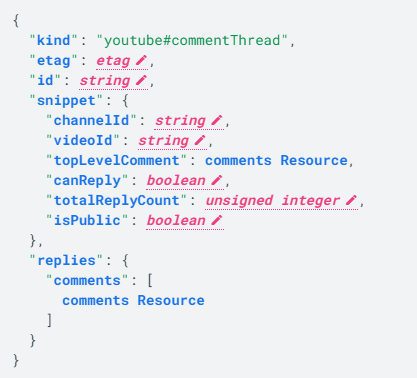 {
  "kind": "youtube#commentThread",
  "etag": etag,
  "id": string,
  "snippet": {
    "channelId": string,
    "videoId": string,
    "topLevelComment": comments Resource,
    "canReply": boolean,
    "totalReplyCount": unsigned integer,
    "isPublic": boolean
  },
  "replies": {
    "comments": [
      comments Resource
    ]
  }
}